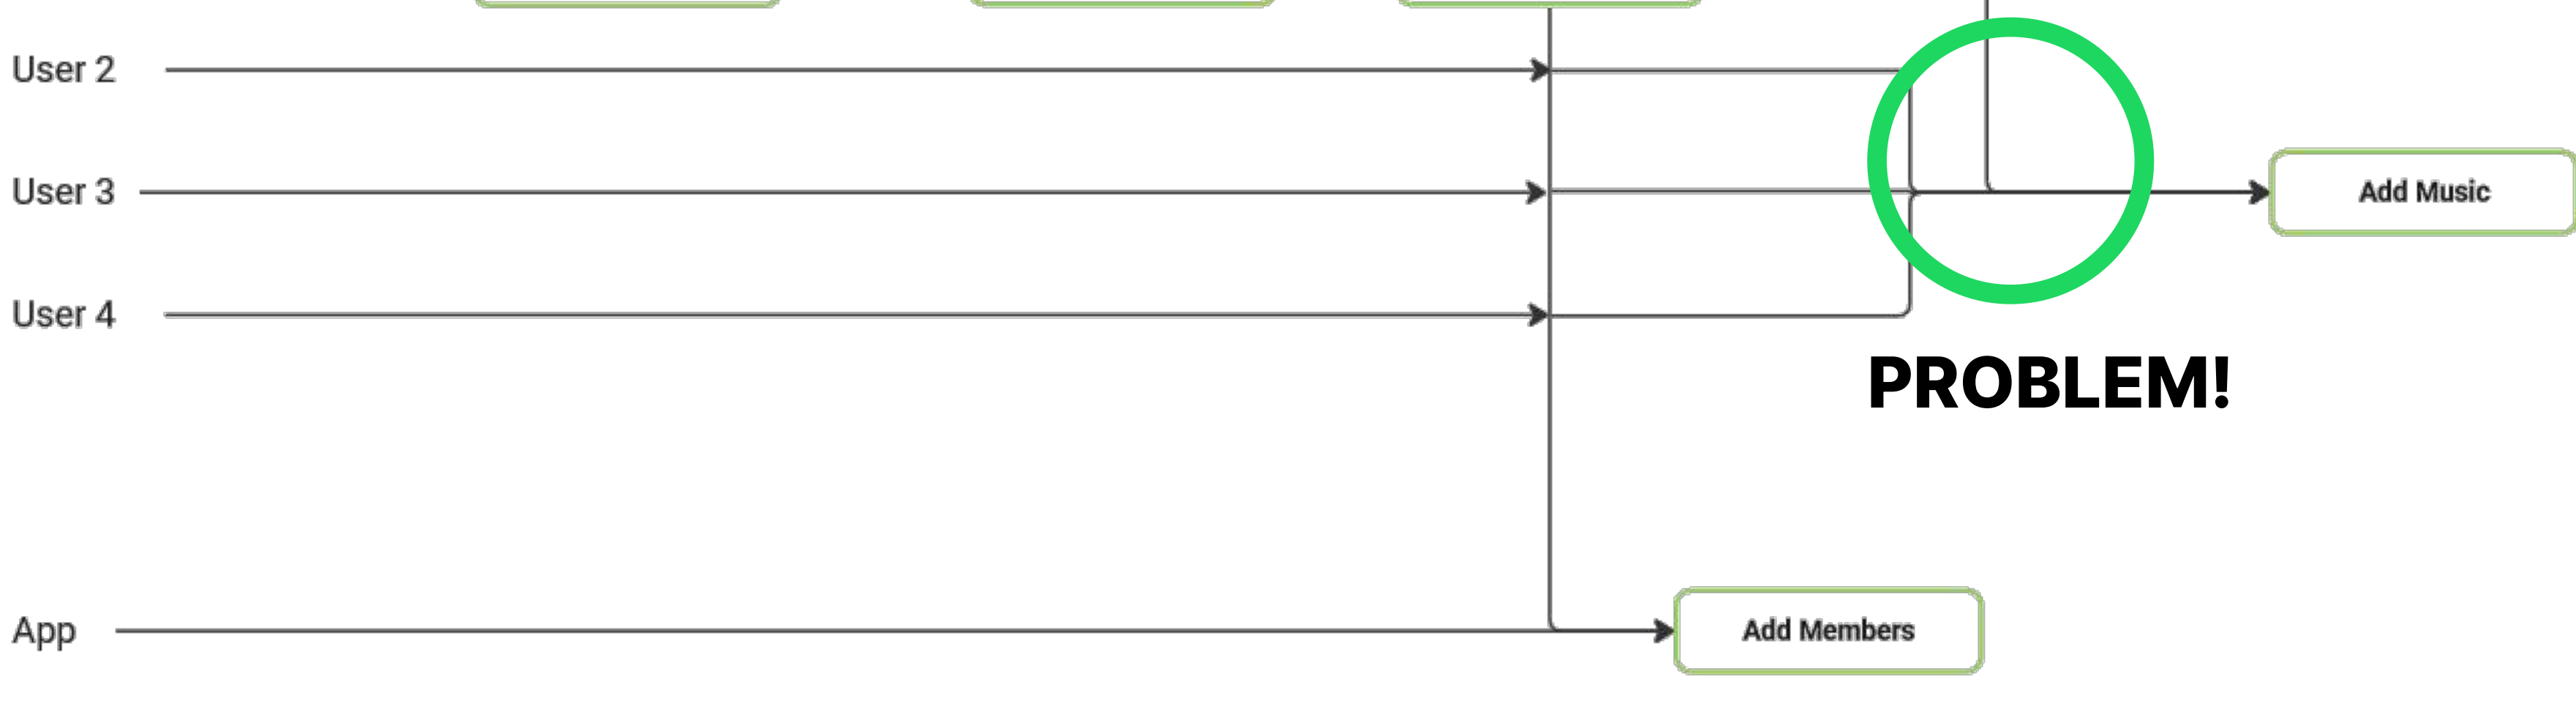 User 2
User 3
Add Music
User 4
PROBLEM!
App
Add Members